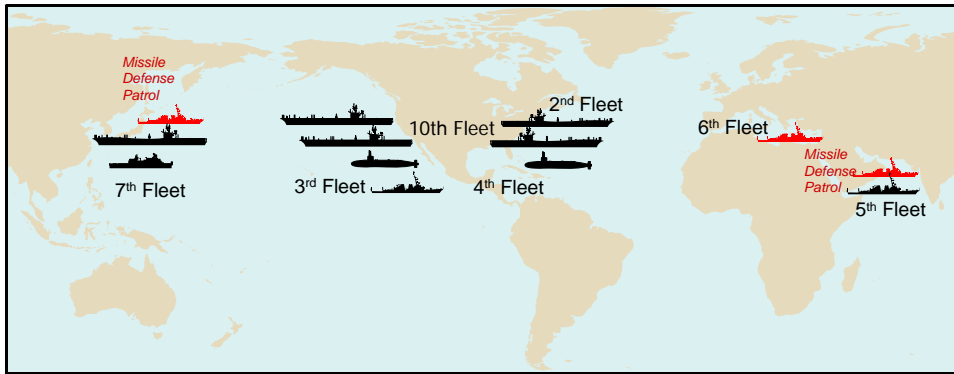 Missile
Defense
Patrol
7th Fleet
3rd Fleet
10th Fleet
2nd Fleet
4th Fleet
6th Fleet
Missile
Defense
Patrol
5th Fleet